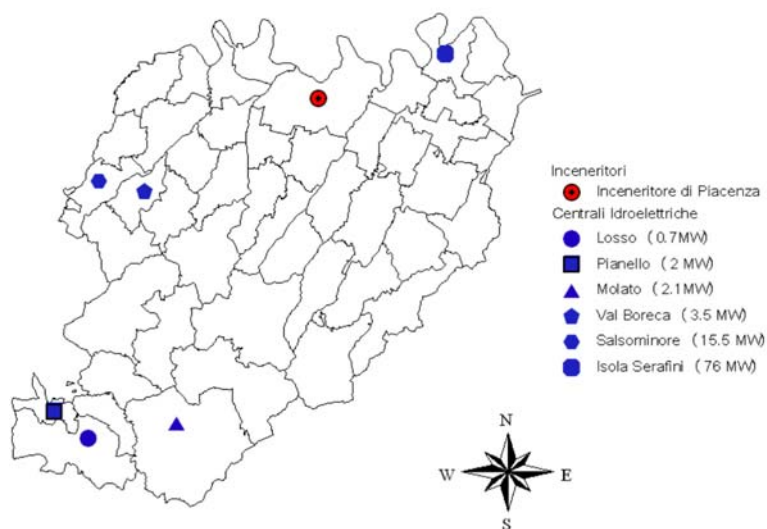 Inceneritori
Inceneritore di Piacenza
Centrali Idroelettriche
Losso (0.7MW)
Pianello (2 MW)
Molato (2.1MW)
Val Boreca (3.5 MW)
Salsominore (15.5 MW)
Isola Serafini (76 MW)
N
W E
S